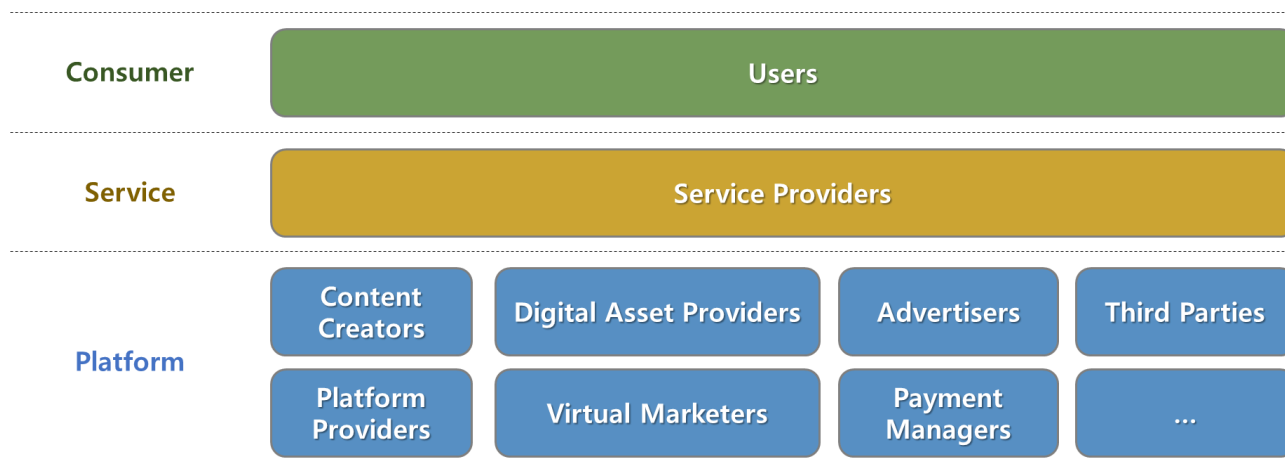 Consumer
Users
Service
Service Providers
Platform
Content
Creators
Digital Asset Providers
Advertisers
Third Parties
Platform
Providers
Virtual Marketers
Payment
Managers
...